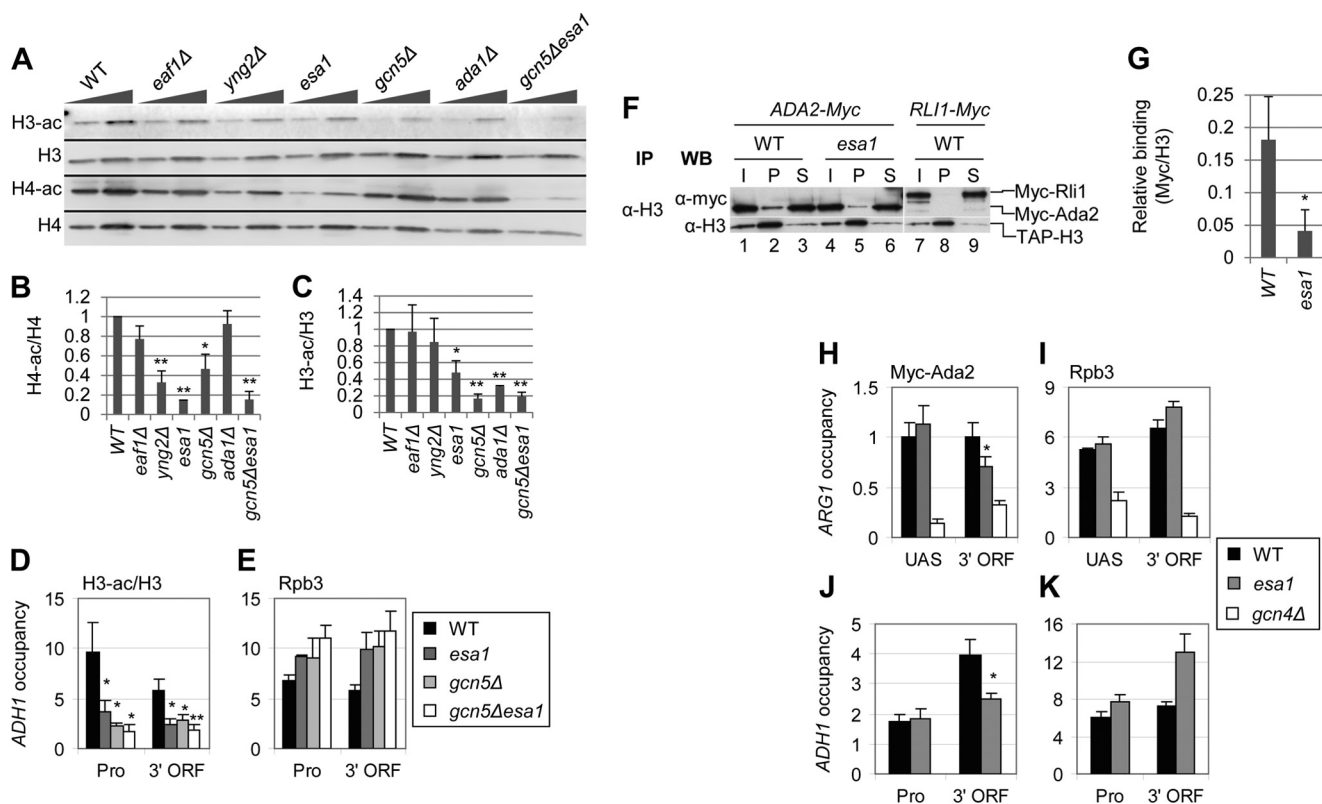 A
WT eaf1Δ yng2Δ esa1 gcn5Δ ada1Δ gcn5Δesa1
H3-ac
H3
H4-ac
H4
B
H4-ac/H4
1.2
1
0.8
0.6
0.4
0.2
0
** ** * **
WT eaf1Δ yng2Δ esa1 gcn5Δ ada1Δ gcn5Δesa1
C
H3-ac/H3
1.4
1.2
1
0.8
0.6
0.4
0.2
0
* ** ** **
WT eaf1Δ yng2Δ esa1 gcn5Δ ada1Δ gcn5Δesa1
D
H3-ac/H3
ADH1 occupancy
15
10
5
0
* * * * * **
Pro 3' ORF
E
Rpb3
15
10
5
0
Pro 3' ORF
WT
esa1
gcn5Δ
gcn5Δesa1
F
ADA2-Myc RLI1-Myc
IP WB WT esa1 WT
I P S I P S I P S
α-H3
α-myc
α-H3
Myc-Rli1
Myc-Ada2
TAP-H3
1 2 3 4 5 6 7 8 9
G
Relative binding
(Myc/H3)
0.25
0.2
0.15
0.1
0.05
0
*
WT esa1
H
Myc-Ada2
ARG1 occupancy
1.5
1
0.5
0
*
UAS 3' ORF
I
Rpb3
9
6
3
0
UAS 3' ORF
WT
esa1
gcn4Δ
J
ADH1 occupancy
5
4
3
2
1
0
*
Pro 3' ORF
K
16
12
8
4
0
Pro 3' ORF